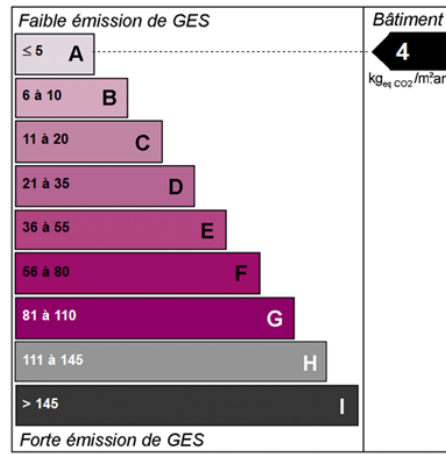 Faible émission de GES
Bâtiment
≤ 5 A
4
kgeq CO2/m².an
6 à 10 B
11 à 20 C
21 à 35 D
36 à 55 E
56 à 80 F
81 à 110 G
111 à 145 H
> 145 I
Forte émission de GES